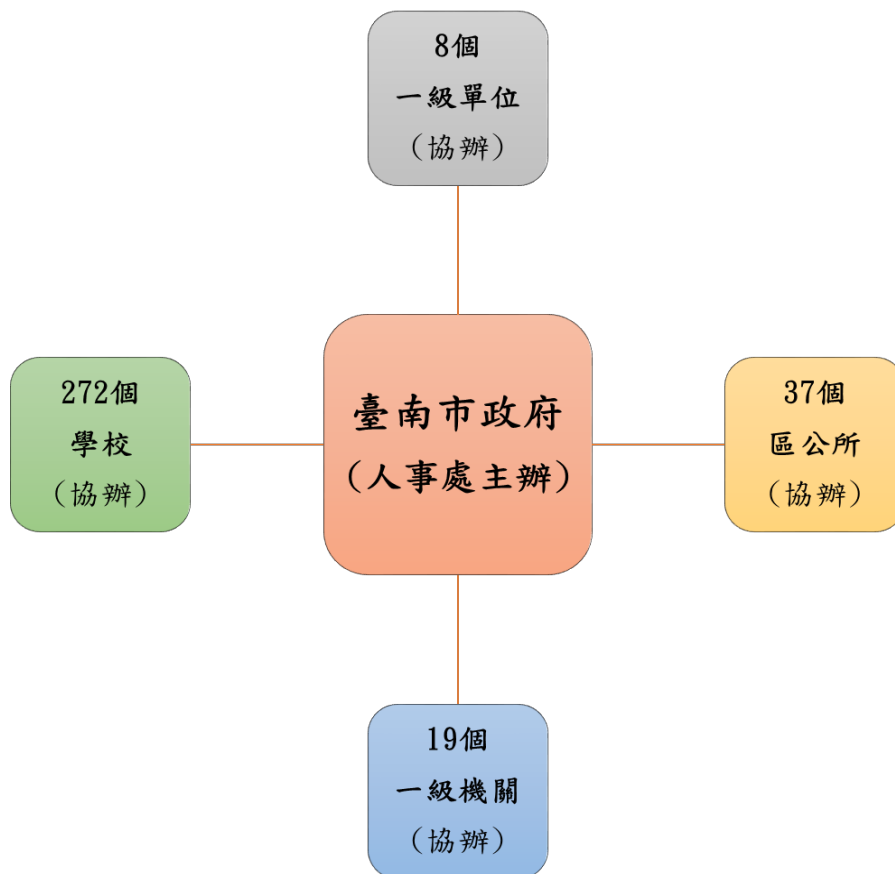 8個
一級單位
（協辦）
272個
學校
（協辦）
臺南市政府
（人事處主辦）
37個
區公所
（協辦）
19個
一級機關
（協辦）